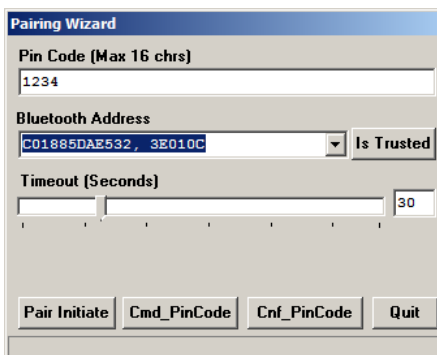 Pairing Wizard
Pin Code (Max 16 chrs)
1234
Bluetooth Address
C01885DAE532, 3E010C
Is Trusted
Timeout (Seconds)
30
Pair Initiate Cmd_PinCode Cnf_PinCode Quit